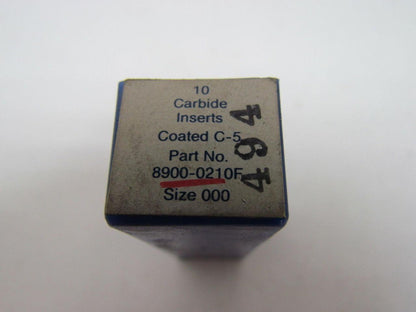 10
Carbide
Inserts
Coated C-5
Part No.
8900-0210F
Size 000
494